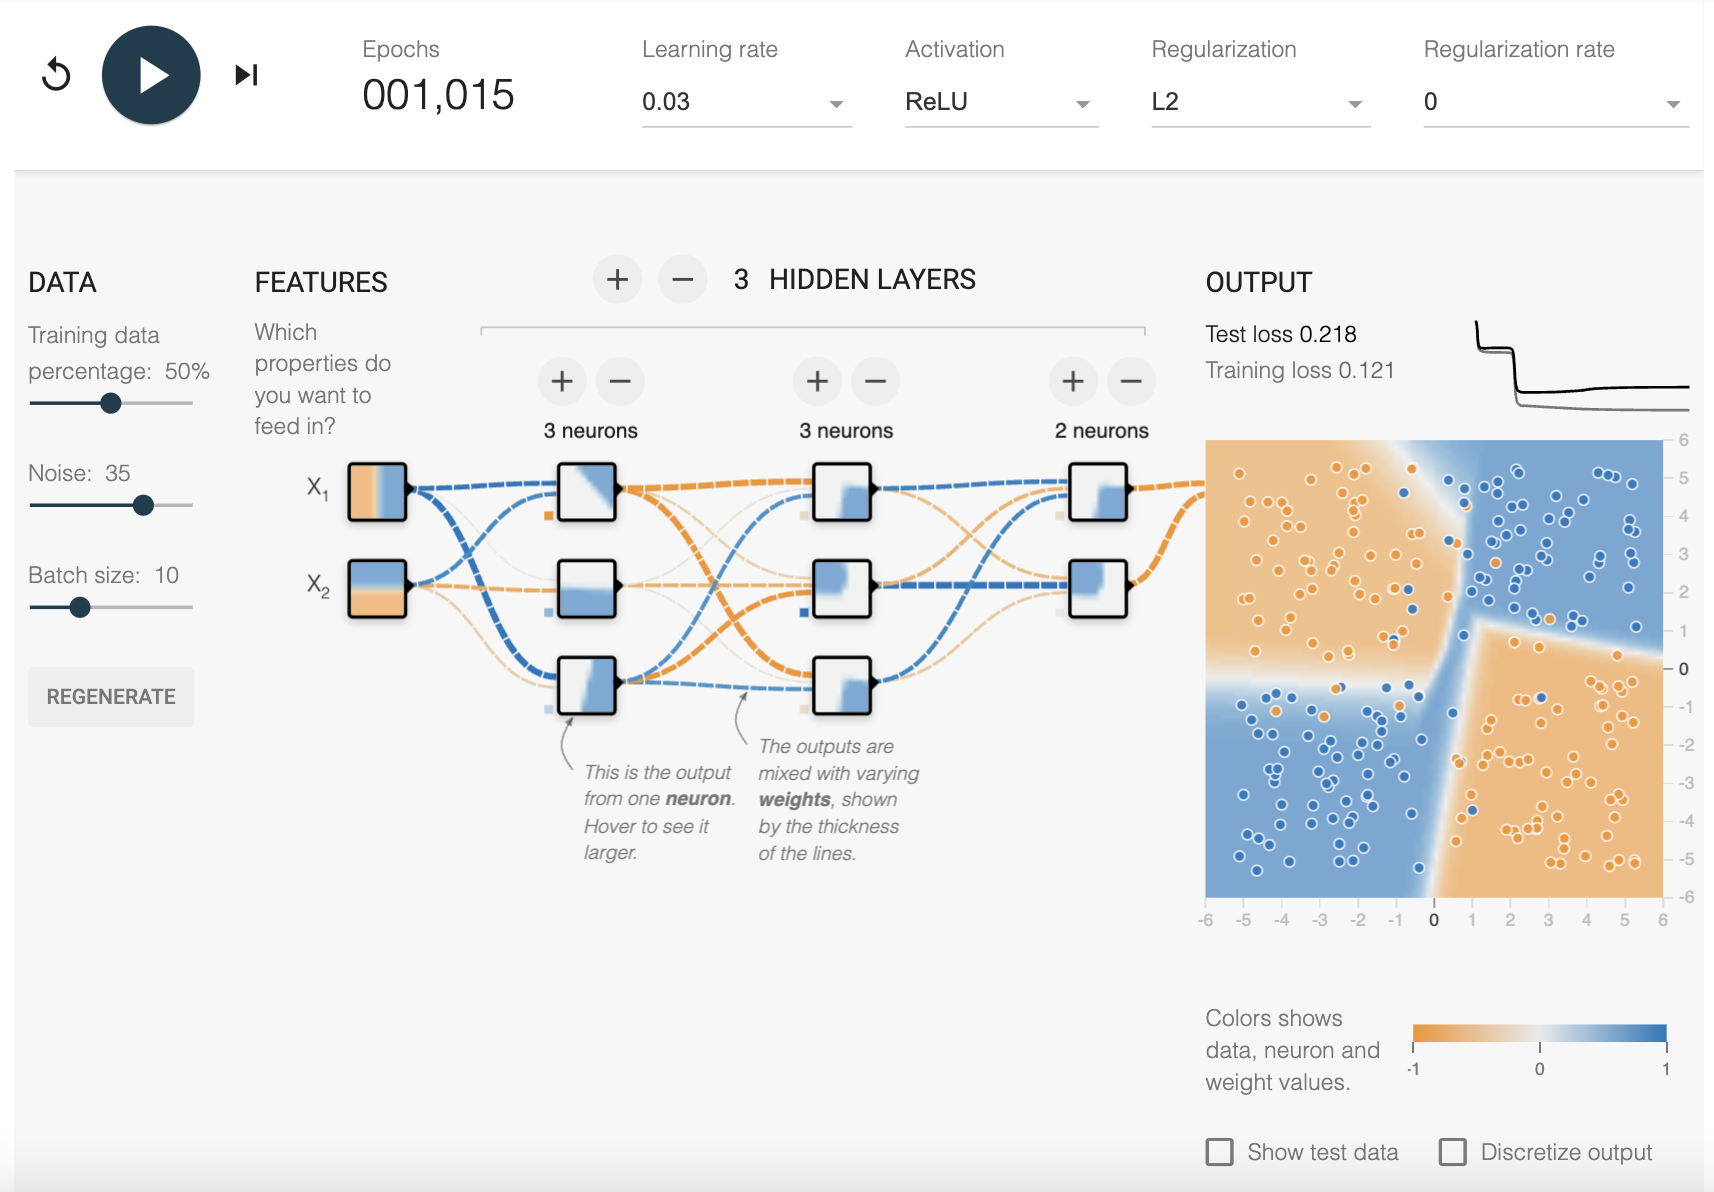 Epochs
001,015
Learning rate
0.03
Activation
ReLU
Regularization
L2
Regularization rate
0
DATA
Training data
percentage: 50%
Noise: 35
Batch size: 10
REGENERATE
FEATURES
Which
properties do
you want to
feed in?
X1
X2
+ − 3 HIDDEN LAYERS
+ −
3 neurons
+ −
3 neurons
+ −
2 neurons
This is the output
from one neuron.
Hover to see it
larger.
The outputs are
mixed with varying
weights, shown
by the thickness
of the lines.
OUTPUT
Test loss 0.218
Training loss 0.121
6
5
4
3
2
1
0
-1
-2
-3
-4
-5
-6
-6 -5 -4 -3 -2 -1 0 1 2 3 4 5 6
Colors shows
data, neuron and
weight values.
-1 0 1
Show test data
Discretize output